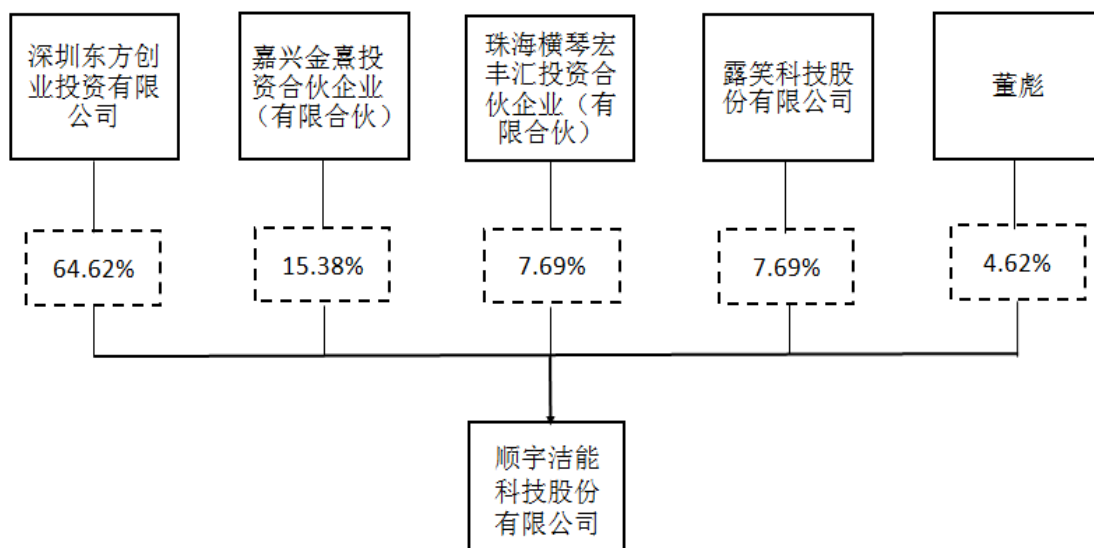 深圳东方创
业投资有限
公司
嘉兴金熹投
资合伙企业
（有限合伙）
珠海横琴宏
丰汇投资合
伙企业（有
限合伙）
露笑科技股
份有限公司
董彪
64.62%
15.38%
7.69%
7.69%
4.62%
顺宇洁能
科技股份
有限公司